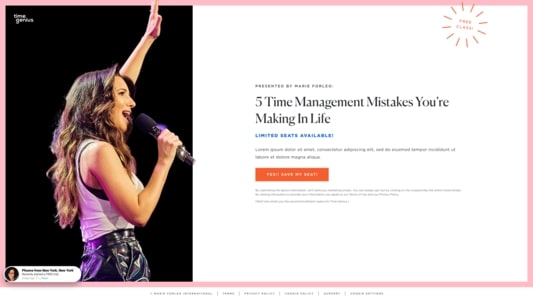 time
genius
FREE
CLASS!
PRESENTED BY MARIE FORLEO:
5 Time Management Mistakes You're
Making In Life
LIMITED SEATS AVAILABLE!
Lorem ipsum dolor sit amet, consectetur adipiscing elit, sed do eiusmod tempor incididunt ut
labore et dolore magna aliqua.
YES! SAVE MY SEAT!
Phoenix from New York, New York
© MARIE FORLEO INTERNATIONAL | TERMS | PRIVACY POLICY | COOKIE POLICY | SUPPORT | COOKIE SETTINGS